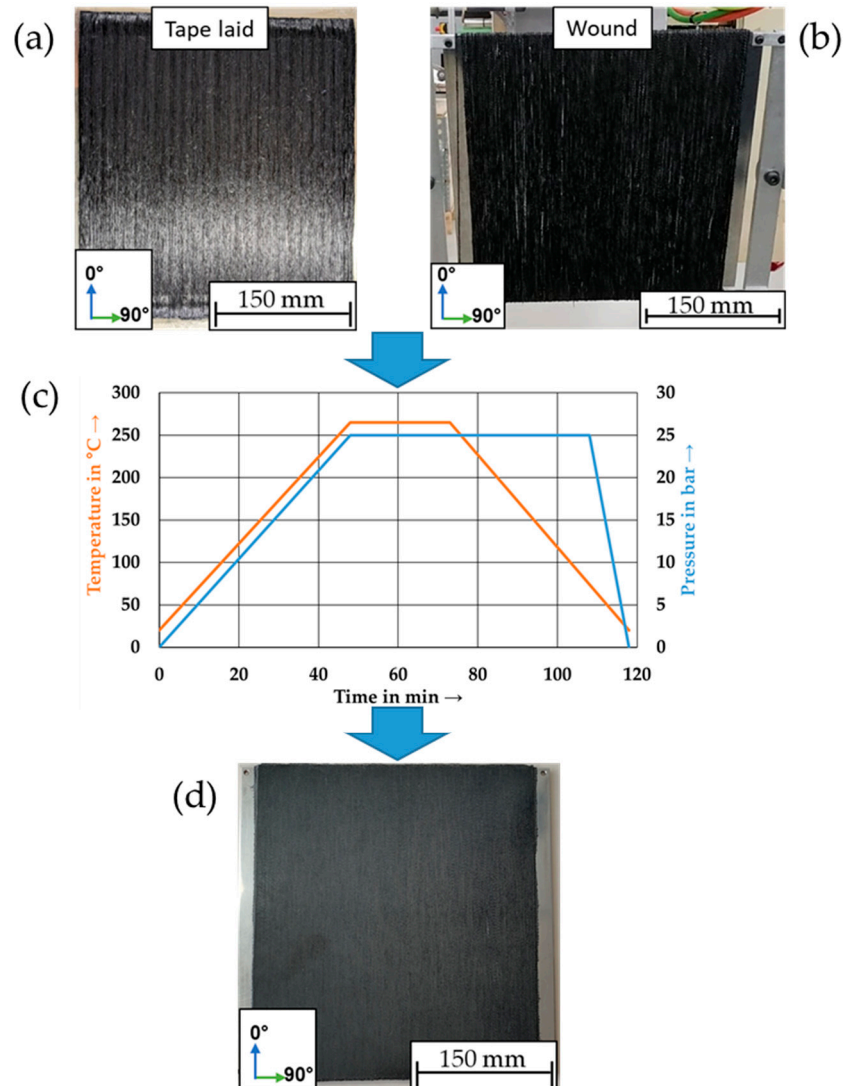 (a)
Tape laid
Wound
(b)
0°
90°
150 mm
0°
90°
150 mm
(c)
Temperature in °C →
300
250
200
150
100
50
0
30
25
20
15
10
5
0
Pressure in bar →
0
20
40
60
80
100
120
Time in min →
(d)
0°
90°
150 mm